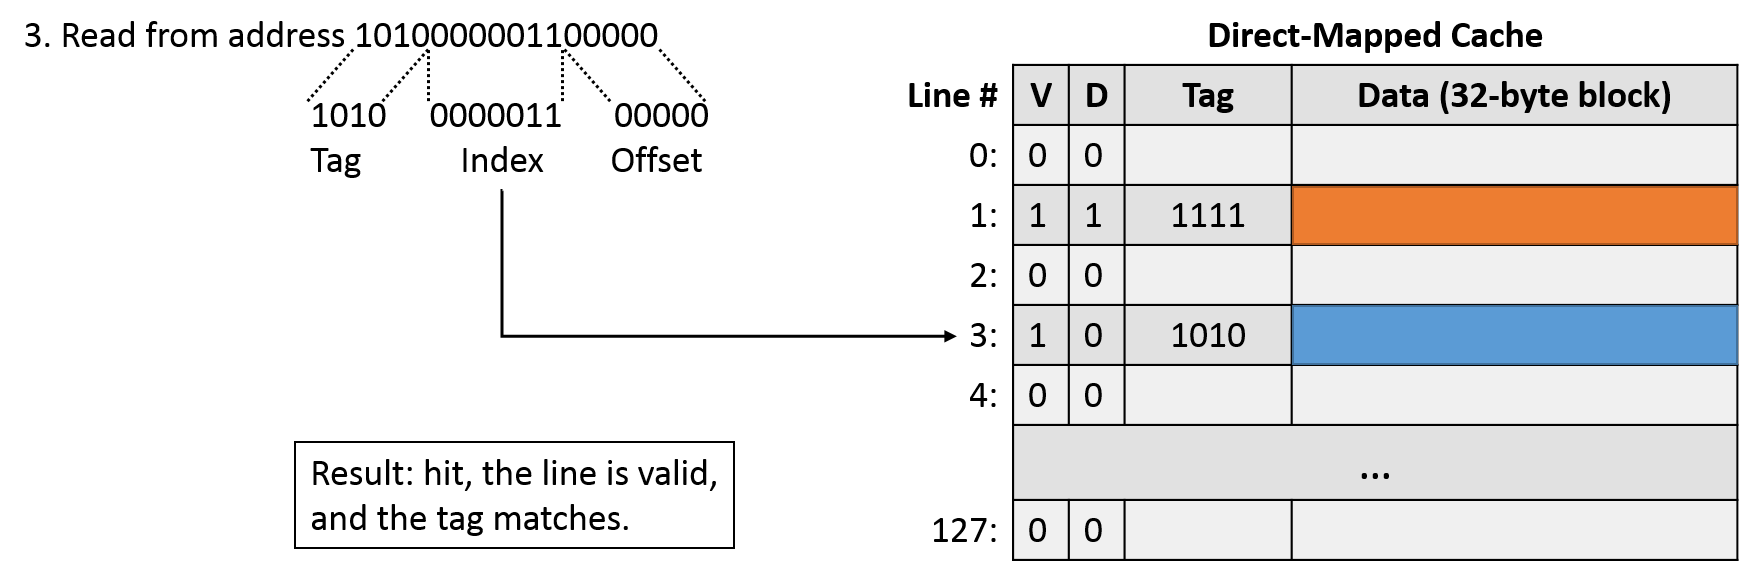 3. Read from address 1010000001100000
1010 0000011 00000
Tag Index Offset
Result: hit, the line is valid,
and the tag matches.
Direct-Mapped Cache
Line # V D Tag Data (32-byte block)
0: 0 0
1: 1 1 1111
2: 0 0
3: 1 0 1010
4: 0 0
...
127: 0 0